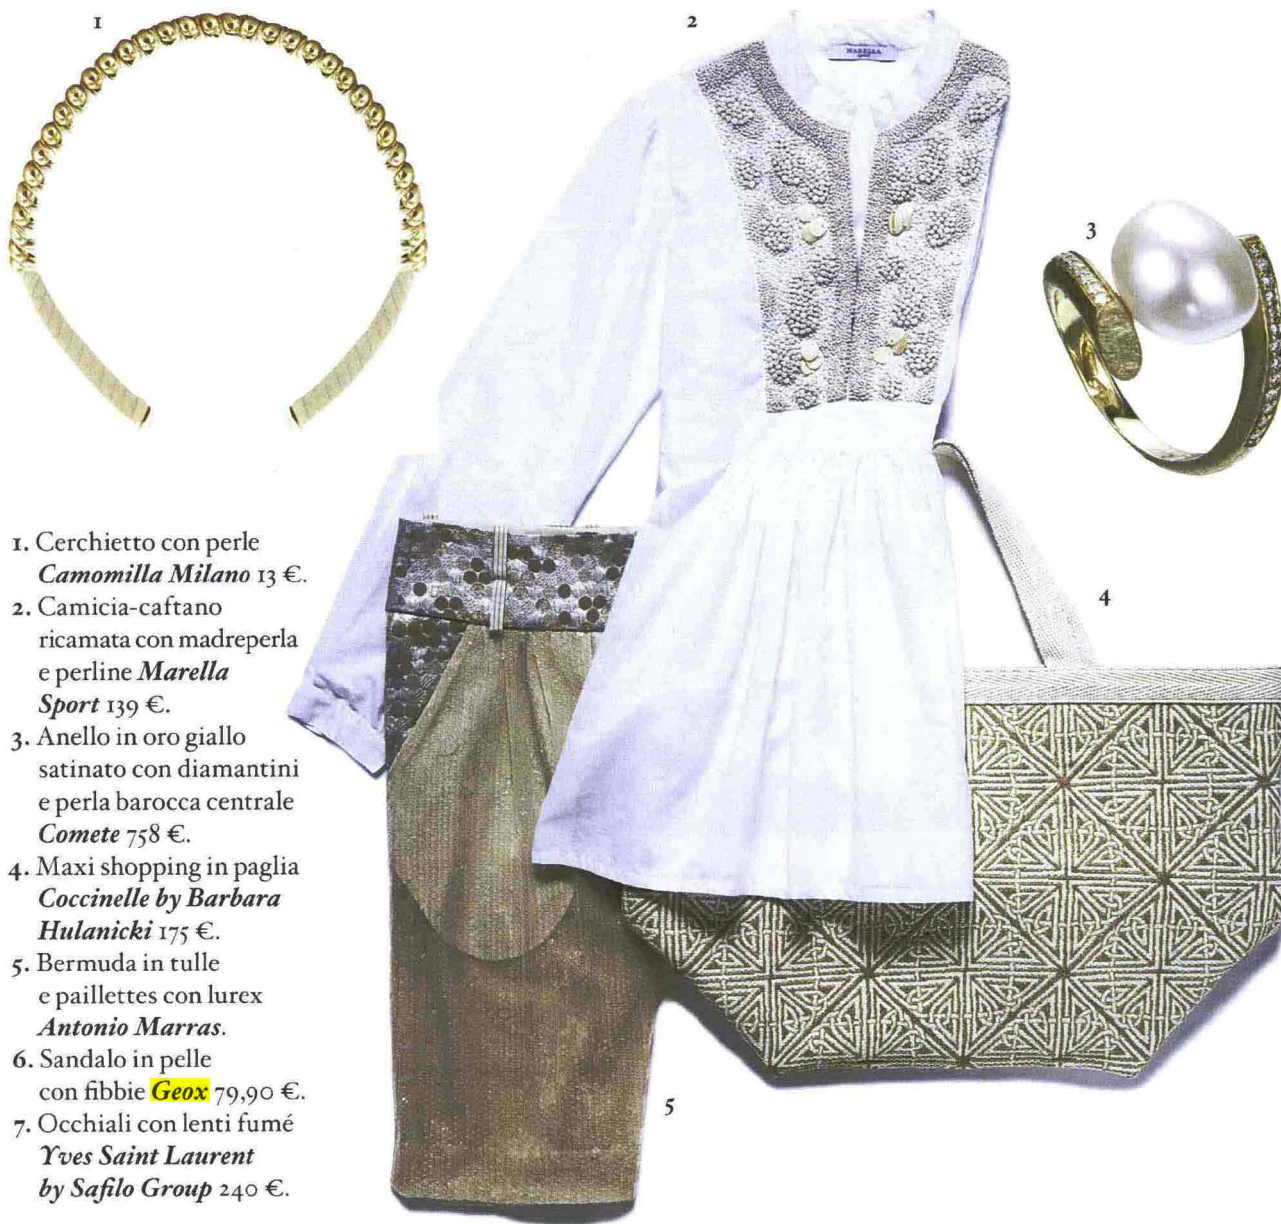 1
2
MARELLA
3
1. Cerchietto con perle
Camomilla Milano 13 €.
2. Camicia-caftano
ricamata con madreperla
e perline Marella
Sport 139 €.
3. Anello in oro giallo
satinato con diamantini
e perla barocca centrale
Comete 758 €.
4. Maxi shopping in paglia
Coccinelle by Barbara
Hulanicki 175 €.
5. Bermuda in tulle
e paillettes con lurex
Antonio Marras.
6. Sandalo in pelle
con fibbie Geox 79,90 €.
7. Occhiali con lenti fumé
Yves Saint Laurent
by Safilo Group 240 €.
4
5